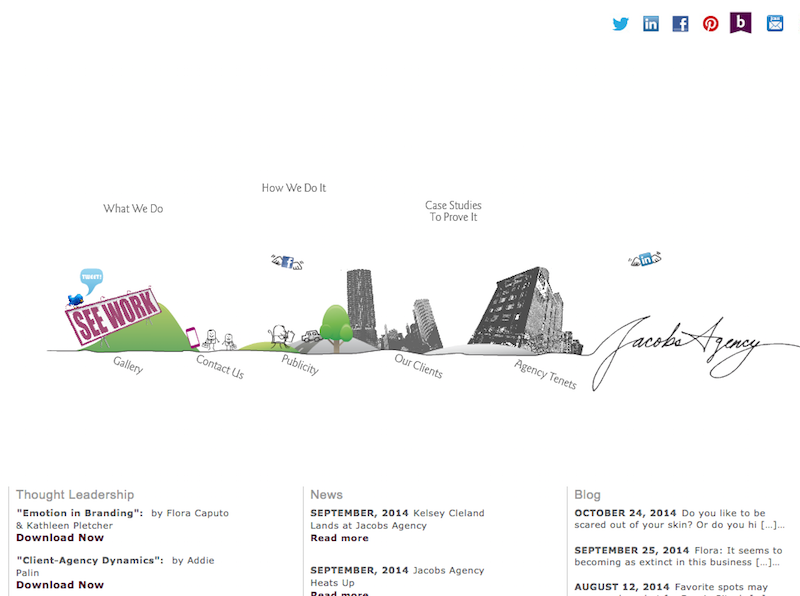 How We Do It
What We Do
Case Studies
To Prove It
TWEET!
SEE WORK
Jacobs Agency
Gallery
Contact Us
Publicity
Our Clients
Agency Tenets
Thought Leadership
"Emotion in Branding": by Flora Caputo
& Kathleen Pletcher
Download Now
"Client-Agency Dynamics": by Addie
Palin
Download Now
News
SEPTEMBER, 2014 Kelsey Cleland
Lands at Jacobs Agency
Read more
SEPTEMBER, 2014 Jacobs Agency
Heats Up
Read more
Blog
OCTOBER 24, 2014 Do you like to be
scared out of your skin? Or do you hi [...]...
SEPTEMBER 25, 2014 Flora: It seems to
becoming as extinct in this business [...]...
AUGUST 12, 2014 Favorite spots may